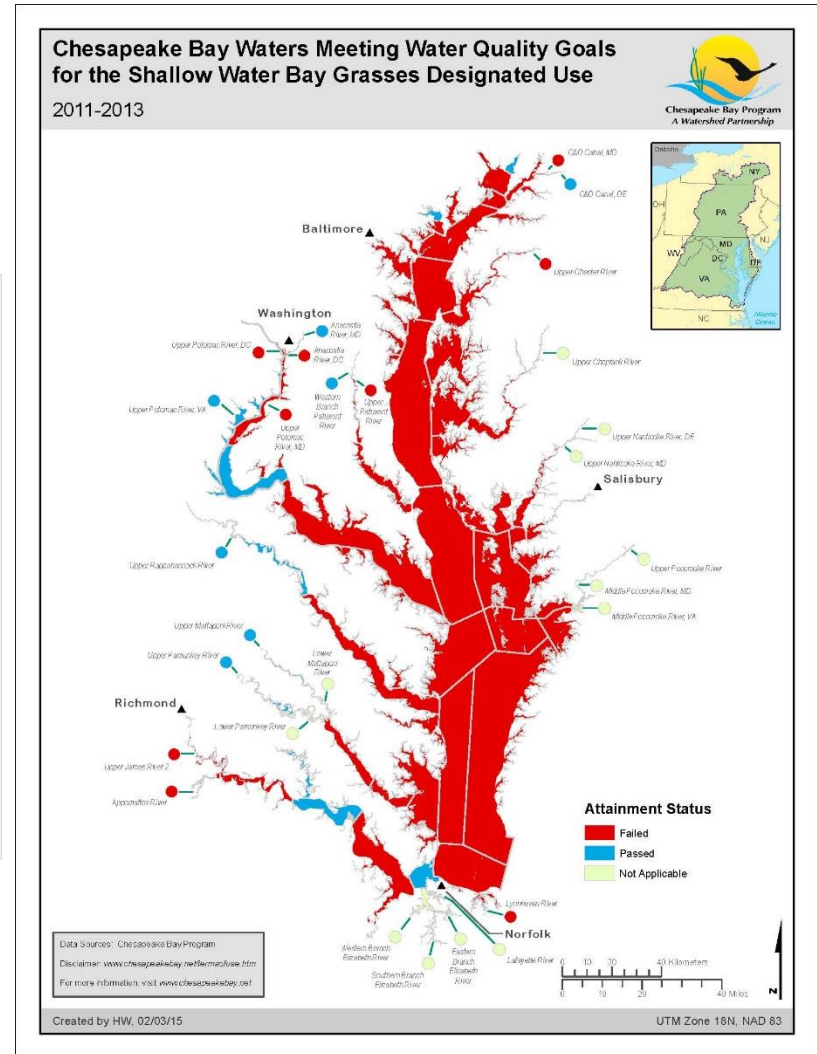 Chesapeake Bay Waters Meeting Water Quality Goals
for the Shallow Water Bay Grasses Designated Use
2011-2013
Chesapeake Bay Program
A Watershed Partnership
C&D Canal, MD
C&D Canal, DE
Ontario
NY
OH
PA
NJ
MD
WV
DC
DE
VA
NC
Atlantic
Ocean
Baltimore
Upper Chester River
Washington
Anacostia
River, MD
Upper Potomac River, DC
Anacostia
River, DC
Upper Choptank River
Western
Branch
Patuxent
River
Upper
Patuxent
River
Upper Potomac River, VA
Upper
Potomac
River, MD
Upper Nanticoke River, DE
Upper Nanticoke River, MD
Salisbury
Upper Rappahannock River
Upper Pocomoke River
Middle Pocomoke River, MD
Middle Pocomoke River, VA
Upper Mattaponi River
Upper Pamunkey River
Lower
Mattaponi
River
Richmond
Lower Pamunkey River
Upper James River 2
Appomattox River
Attainment Status
Failed
Passed
Not Applicable
Lynnhaven River
Norfolk
Western Branch
Elizabeth River
Southern Branch
Elizabeth River
Eastern
Branch
Elizabeth
River
Lafayette River
Data Sources: Chesapeake Bay Program
Disclaimer: www.chesapeakebay.net/termsofuse.htm
For more information, visit www.chesapeakebay.net
0 10 20 40 Kilometers
0 10 20 40 Miles
N
Created by HW, 02/03/15
UTM Zone 18N, NAD 83